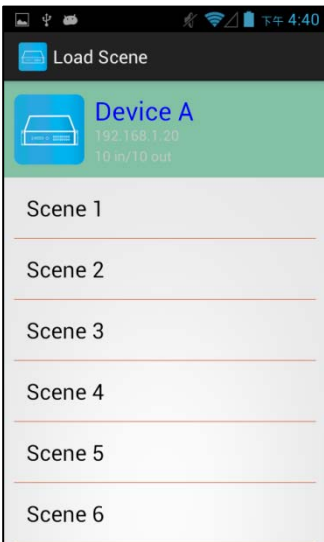 下午 4:40
Load Scene
Device A
192.168.1.20
10 in/10 out
Scene 1
Scene 2
Scene 3
Scene 4
Scene 5
Scene 6